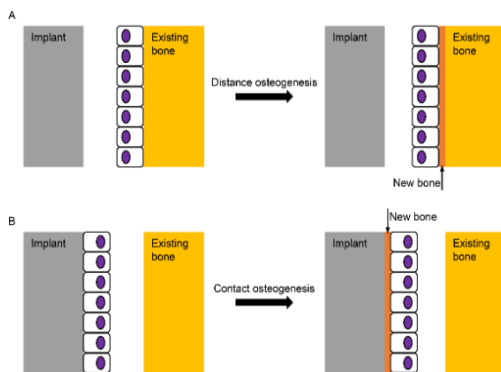 A
Implant
Existing
bone
Distance osteogenesis
Implant
Existing
bone
New bone
B
Implant
Existing
bone
Contact osteogenesis
New bone
Implant
Existing
bone